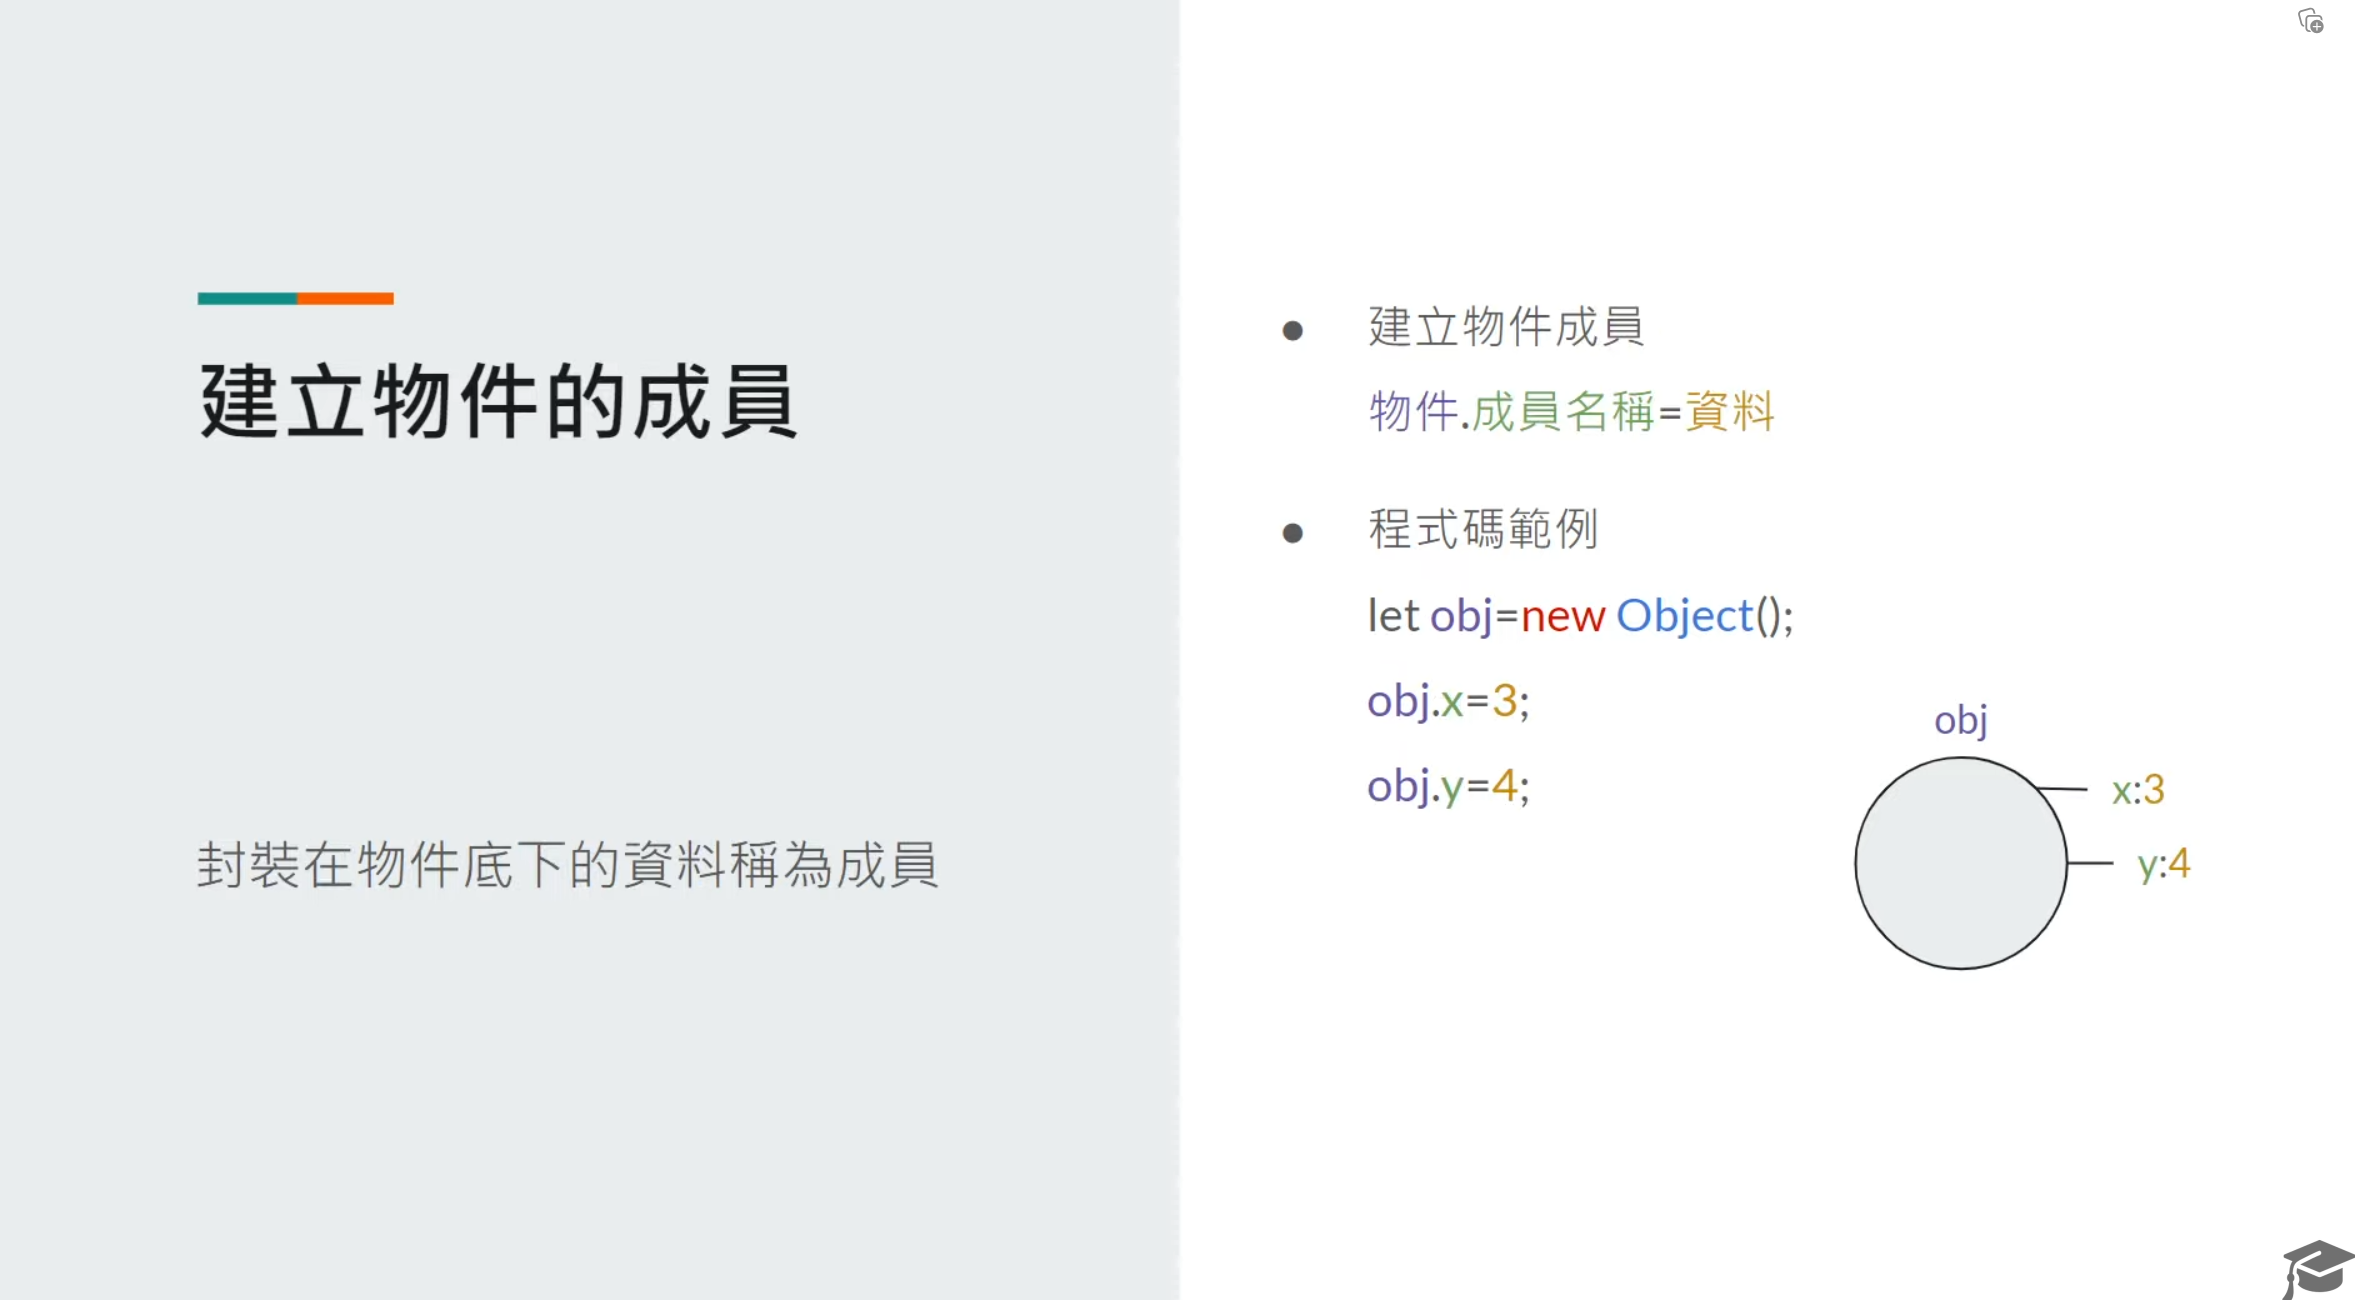 建立物件的成員
封裝在物件底下的資料稱為成員
● 建立物件成員
物件.成員名稱=資料
● 程式碼範例
let obj=new Object();
obj.x=3;
obj.y=4;
obj
x:3
y:4